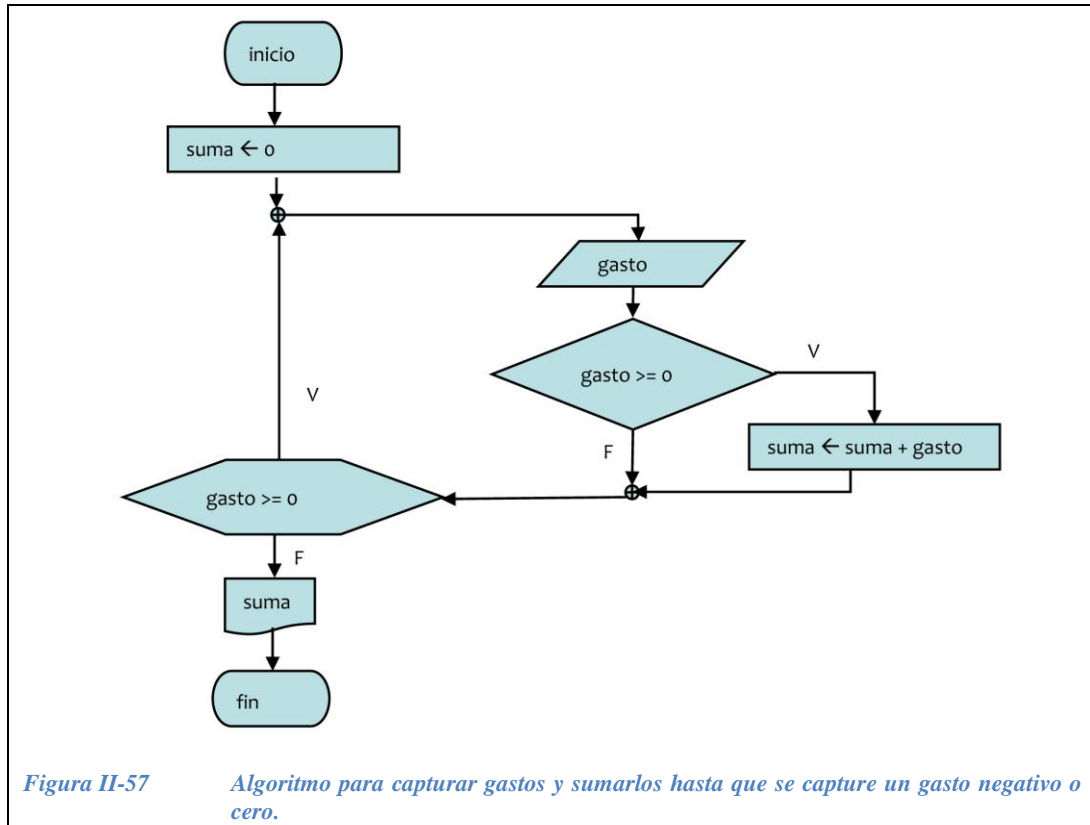 inicio
suma ← 0
gasto
gasto >= 0
V
suma ← suma + gasto
F
gasto >= 0
V
F
suma
fin
Figura II-57 Algoritmo para capturar gastos y sumarlos hasta que se capture un gasto negativo o
cero.